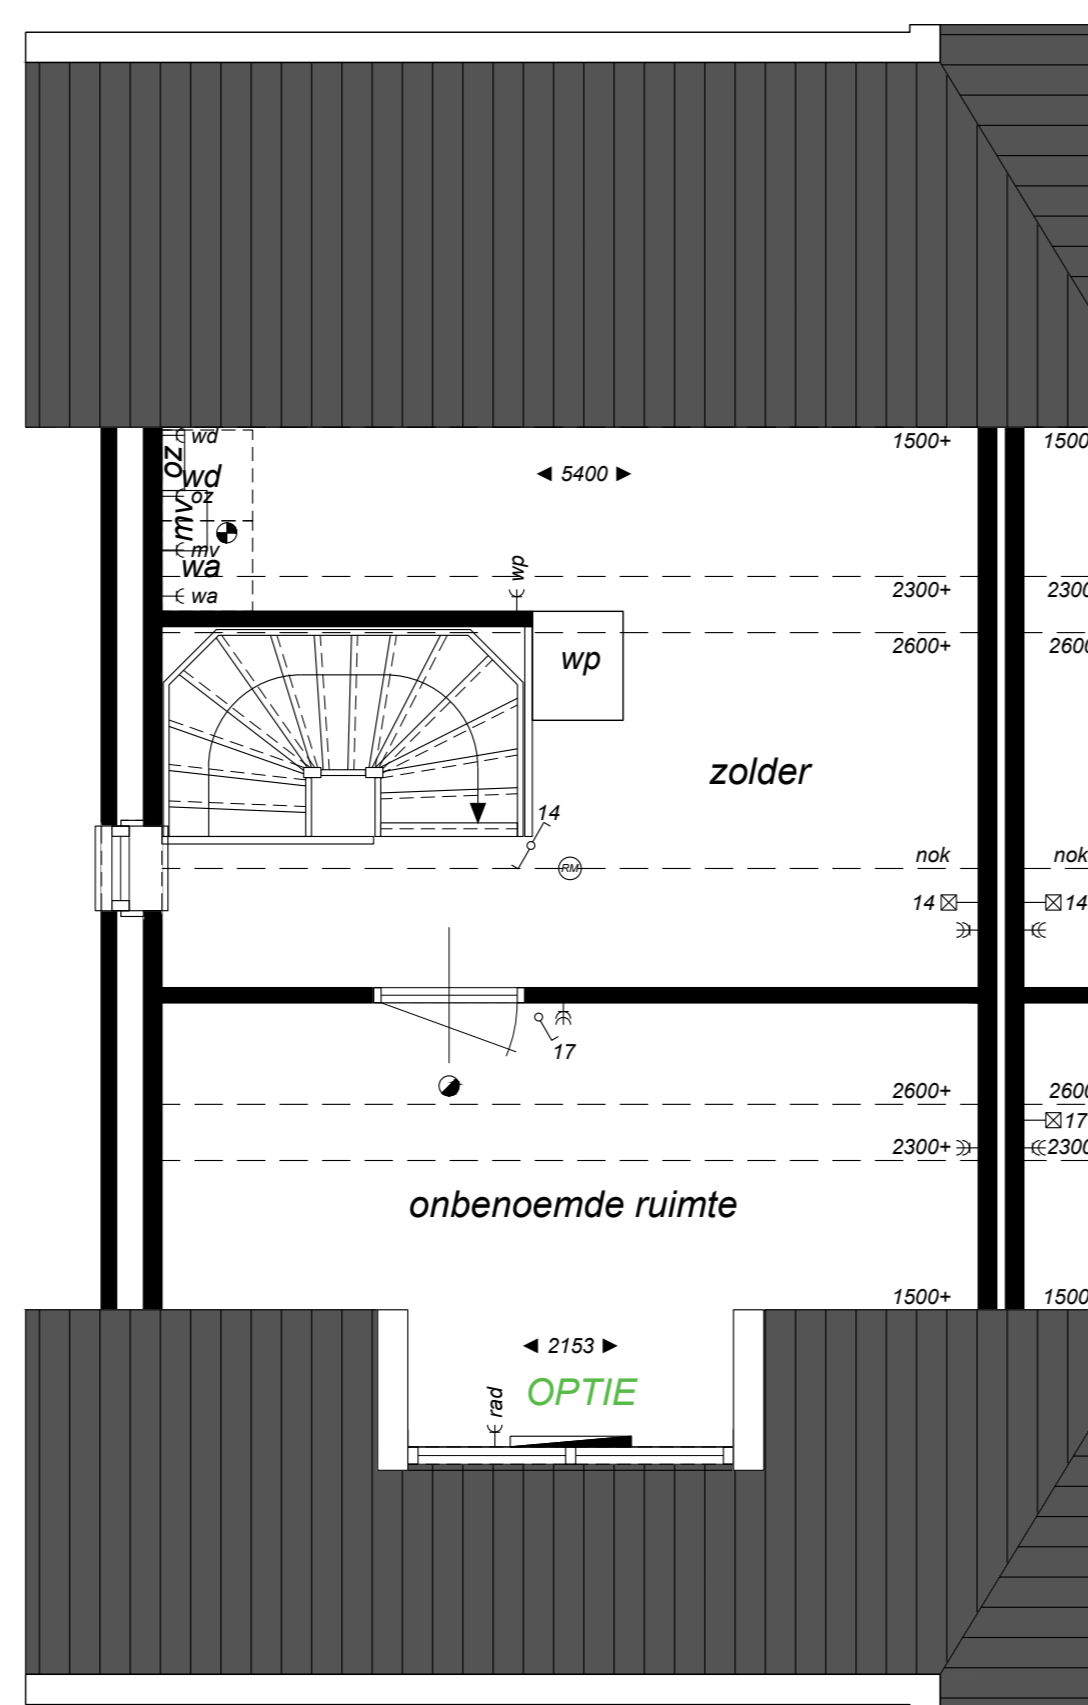 wd
oz
wd
1500+
1500
◄ 5400 ►
oz
mv
mv
wa
wa
wp
2300+
2300
2600+
2600
wp
zolder
14
RM
nok
nok
14
14
17
2600+
2600
17
2300+
2300
onbenoemde ruimte
1500+
1500
◄ 2153 ►
OPTIE
rad